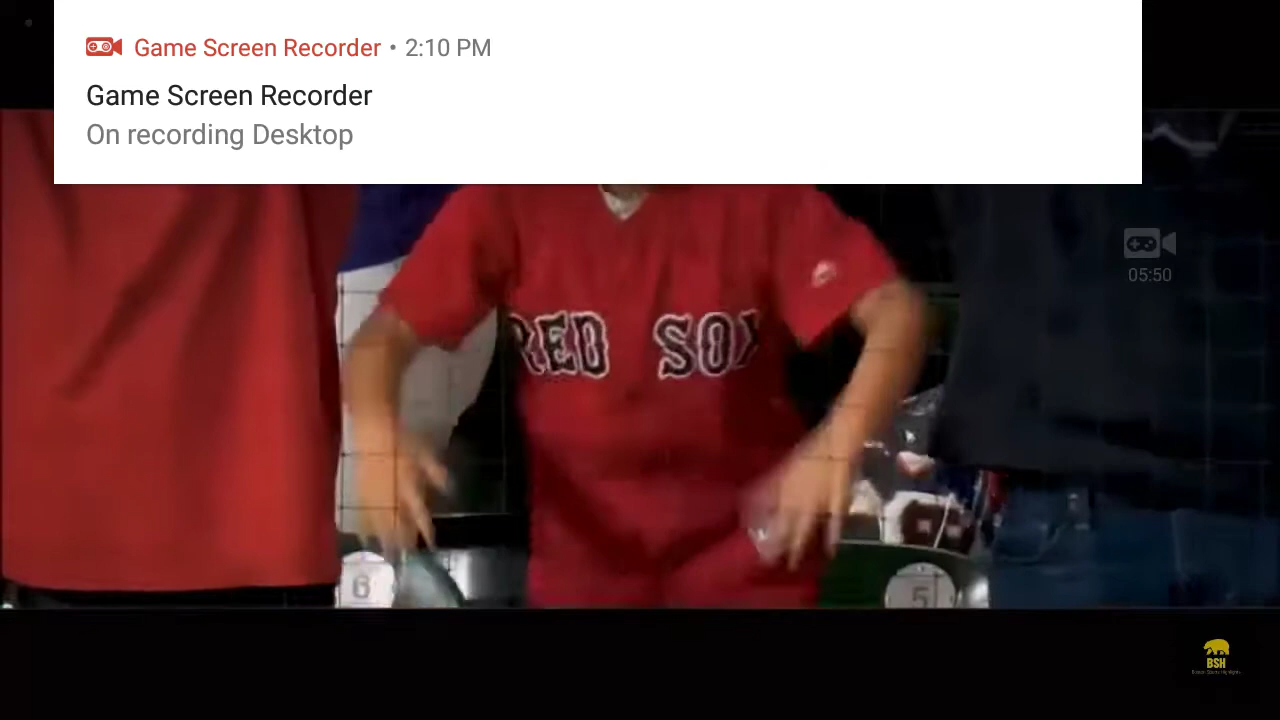 Game Screen Recorder • 2:10 PM
Game Screen Recorder
On recording Desktop
05:50
RED SOX
6
5
BSH